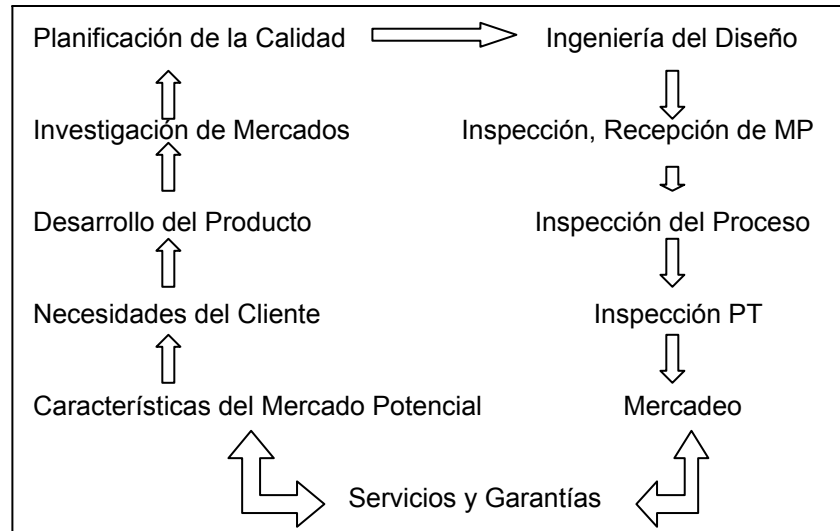 Planificación de la Calidad
Ingeniería del Diseño
Investigación de Mercados
Inspección, Recepción de MP
Desarrollo del Producto
Inspección del Proceso
Necesidades del Cliente
Inspección PT
Características del Mercado Potencial
Mercadeo
Servicios y Garantías